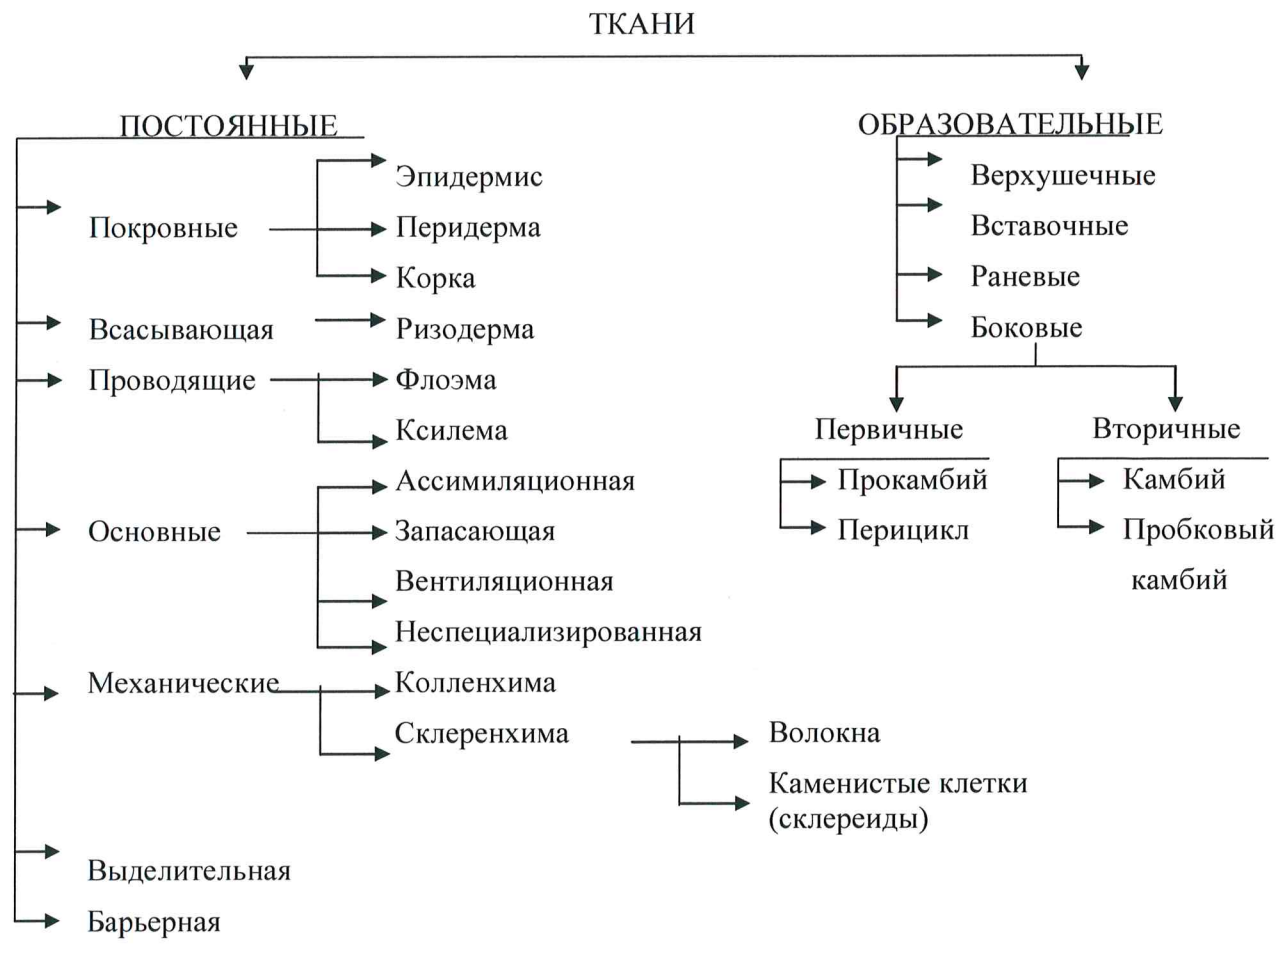 ТКАНИ
ПОСТОЯННЫЕ
Покровные
Эпидермис
Перидерма
Корка
Всасывающая
Ризодерма
Проводящие
Флоэма
Ксилема
Основные
Ассимиляционная
Запасающая
Вентиляционная
Неспециализированная
Механические
Колленхима
Склеренхима
Волокна
Каменистые клетки
(склереиды)
Выделительная
Барьерная
ОБРАЗОВАТЕЛЬНЫЕ
Верхушечные
Вставочные
Раневые
Боковые
Первичные
Прокамбий
Перицикл
Вторичные
Камбий
Пробковый
камбий